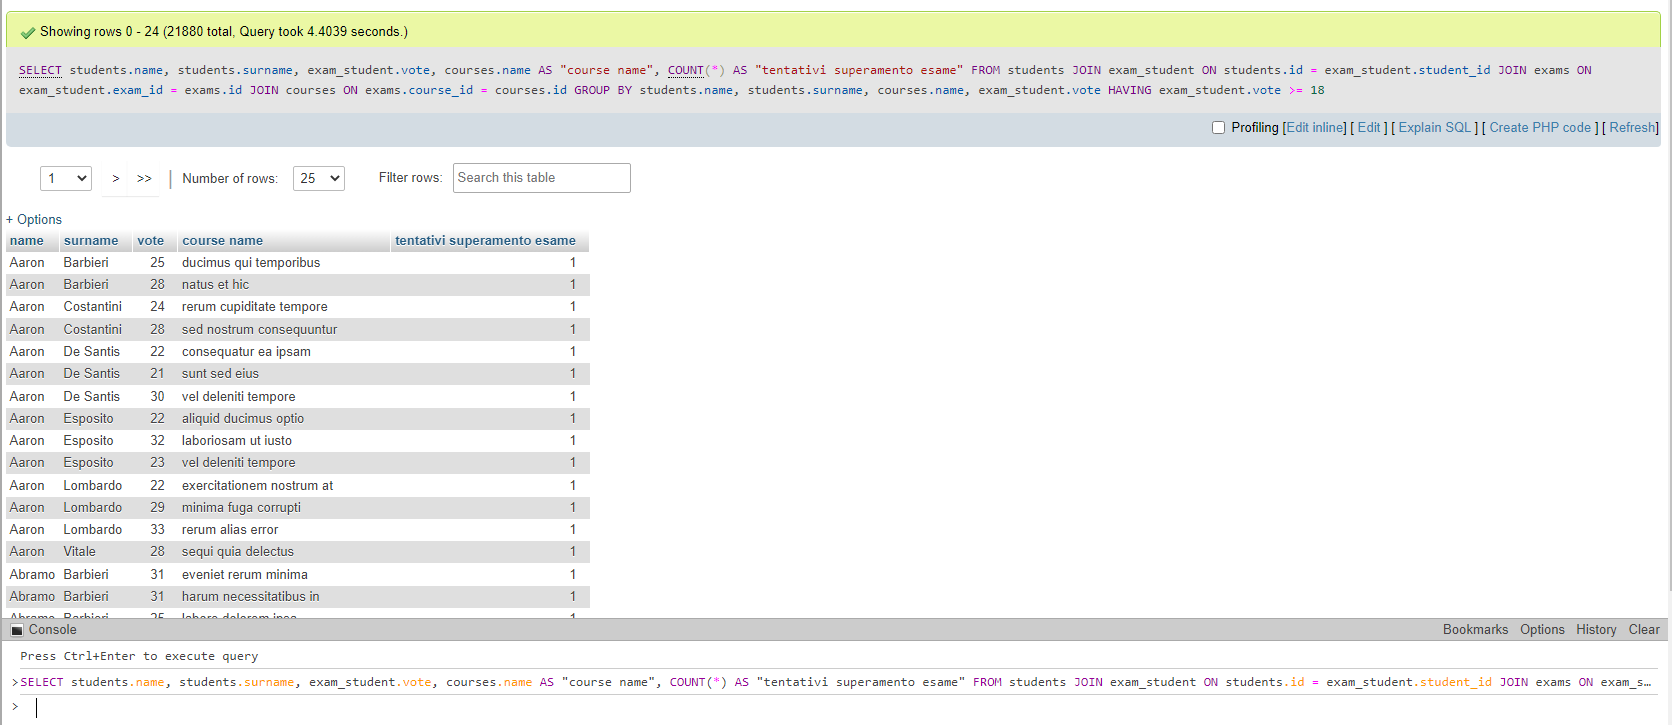 Showing rows 0 - 24 (21880 total, Query took 4.4039 seconds.)
SELECT students.name, students.surname, exam_student.vote, courses.name AS "course name", COUNT(*) AS "tentativi superamento esame" FROM students JOIN exam_student ON students.id = exam_student.student_id JOIN exams ON
exam_student.exam_id = exams.id JOIN courses ON exams.course_id = courses.id GROUP BY students.name, students.surname, courses.name, exam_student.vote HAVING exam_student.vote >= 18
Profiling [Edit inline] [ Edit ] [ Explain SQL ] [ Create PHP code ] [ Refresh]
1 > >> | Number of rows: 25 Filter rows: Search this table
+ Options
name surname vote course name tentativi superamento esame
Aaron Barbieri 25 ducimus qui temporibus 1
Aaron Barbieri 28 natus et hic 1
Aaron Costantini 24 rerum cupiditate tempore 1
Aaron Costantini 28 sed nostrum consequuntur 1
Aaron De Santis 22 consequatur ea ipsam 1
Aaron De Santis 21 sunt sed eius 1
Aaron De Santis 30 vel deleniti tempore 1
Aaron Esposito 22 aliquid ducimus optio 1
Aaron Esposito 32 laboriosam ut iusto 1
Aaron Esposito 23 vel deleniti tempore 1
Aaron Lombardo 22 exercitationem nostrum at 1
Aaron Lombardo 29 minima fuga corrupti 1
Aaron Lombardo 33 rerum alias error 1
Aaron Vitale 28 sequi quia delectus 1
Abramo Barbieri 31 eveniet rerum minima 1
Abramo Barbieri 31 harum necessitatibus in 1
Abramo Barbieri
Console Bookmarks Options History Clear
Press Ctrl+Enter to execute query
>SELECT students.name, students.surname, exam_student.vote, courses.name AS "course name", COUNT(*) AS "tentativi superamento esame" FROM students JOIN exam_student ON students.id = exam_student.student_id JOIN exams ON exam_s…
>